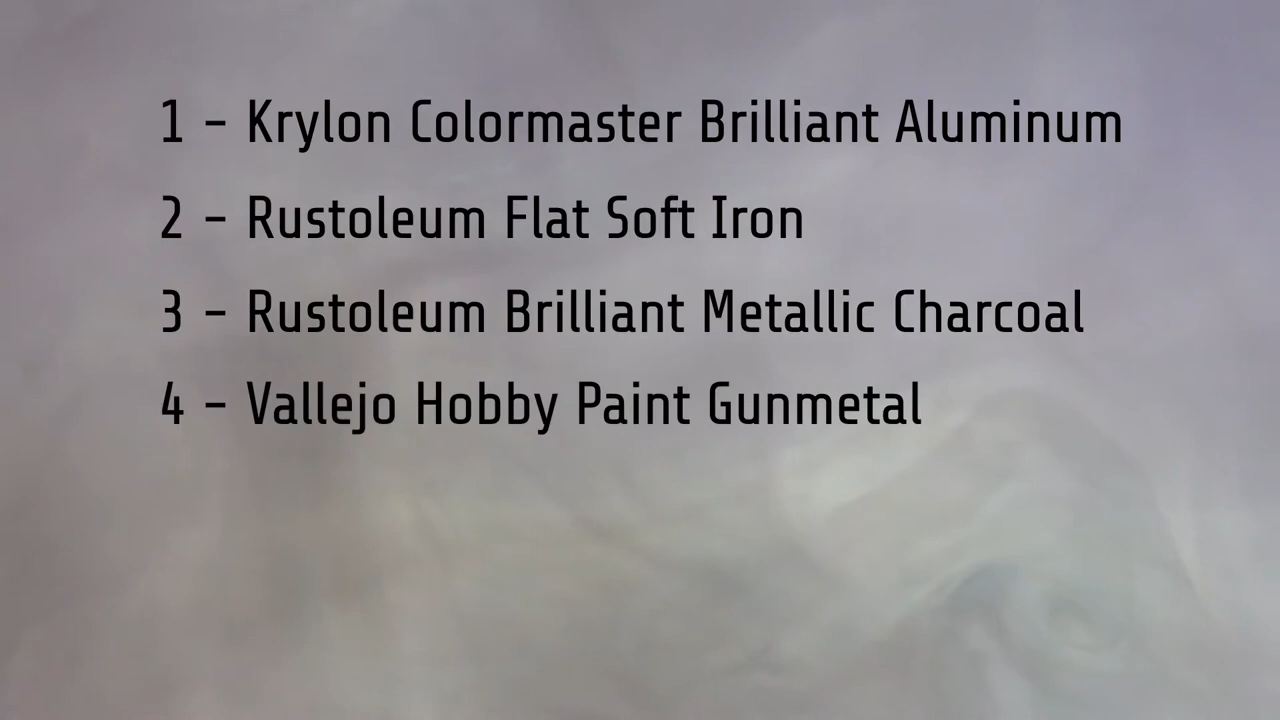 1 - Krylon Colormaster Brilliant Aluminum
2 - Rustoleum Flat Soft Iron
3 - Rustoleum Brilliant Metallic Charcoal
4 - Vallejo Hobby Paint Gunmetal